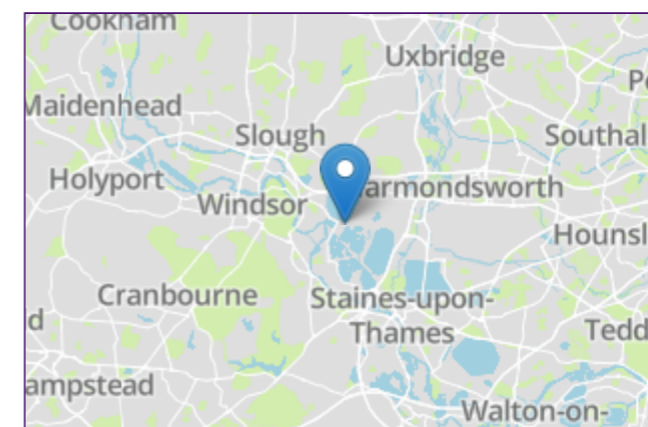 Cookham
Uxbridge
Maidenhead
Slough
Southal
Holyport
armondsworth
Windsor
Hounsl
Cranbourne
Staines-upon-
Thames
d
Tedd
ampstead
Walton-on-